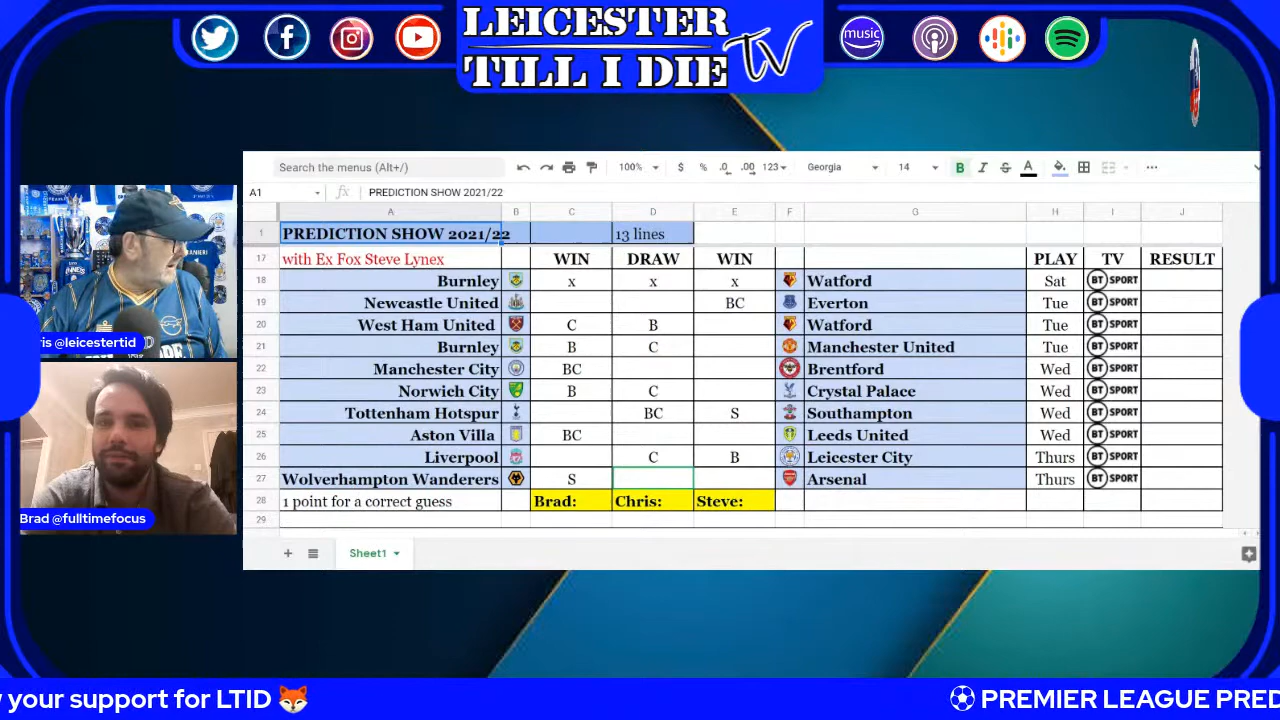 LEICESTER
TILL I DIE TV
music
Search the menus (Alt+/) 100% $ % .0 .00 123 Georgia 14 B I S A ...
A1 fx PREDICTION SHOW 2021/22
A B C D E F G H I J
1 PREDICTION SHOW 2021/22 13 lines
17 with Ex Fox Steve Lynex WIN DRAW WIN PLAY TV RESULT
18 Burnley x x x Watford Sat BT SPORT
19 Newcastle United BC Everton Tue BT SPORT
20 West Ham United C B Watford Tue BT SPORT
21 Burnley B C Manchester United Tue BT SPORT
22 Manchester City BC Brentford Wed BT SPORT
23 Norwich City B C Crystal Palace Wed BT SPORT
24 Tottenham Hotspur BC S Southampton Wed BT SPORT
25 Aston Villa BC Leeds United Wed BT SPORT
26 Liverpool C B Leicester City Thurs BT SPORT
27 Wolverhampton Wanderers S Arsenal Thurs BT SPORT
28 1 point for a correct guess Brad: Chris: Steve:
29
Sheet1
ris @leicestertid
Brad @fulltimefocus
your support for LTID 🦊
⚽ PREMIER LEAGUE PRED